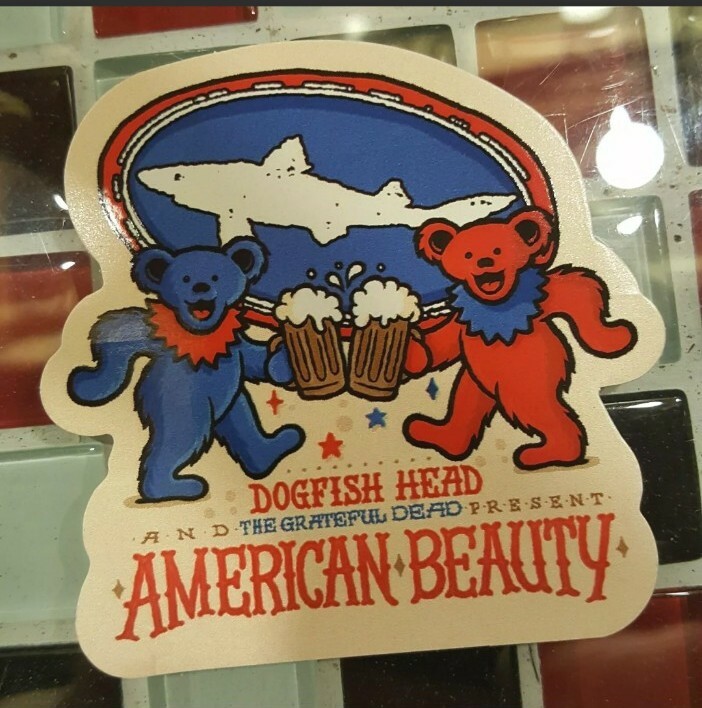 DOGFISH HEAD
·AND·THE GRATEFUL DEAD·PRESENT·
AMERICAN·BEAUTY